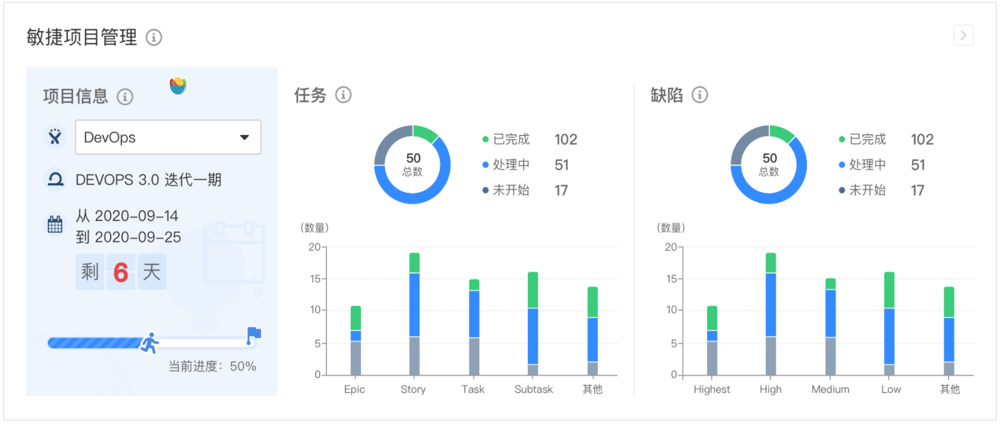 敏捷项目管理
项目信息
DevOps
DEVOPS 3.0 迭代一期
从 2020-09-14
到 2020-09-25
剩 6 天
当前进度：50%
任务
50
总数
已完成 102
处理中 51
未开始 17
(数量)
20
15
10
5
0
Epic Story Task Subtask 其他
缺陷
50
总数
已完成 102
处理中 51
未开始 17
(数量)
20
15
10
5
0
Highest High Medium Low 其他